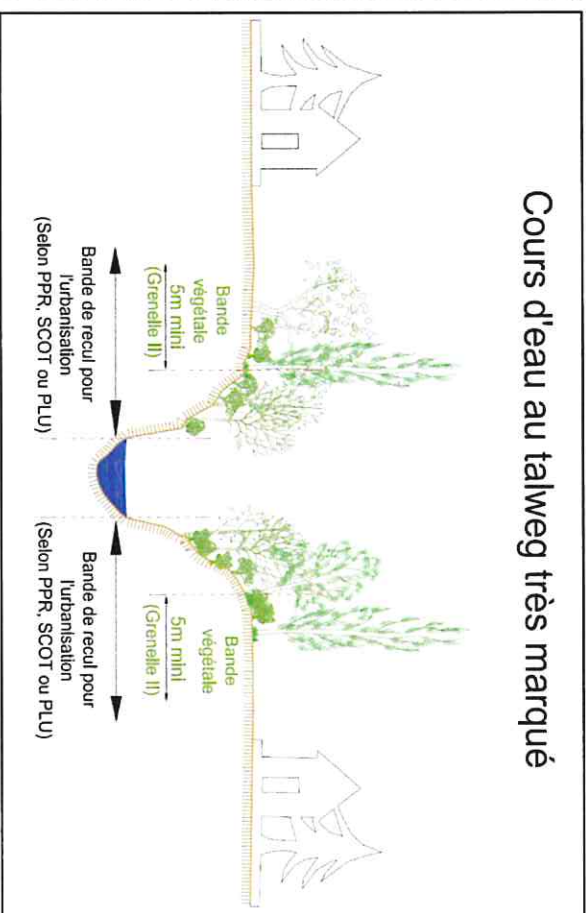 Cours d'eau au talweg très marqué
Bande
végétale
5m mini
(Grenelle II)
Bande de recul pour
l'urbanisation
(Selon PPR, SCOT ou PLU)
Bande
végétale
5m mini
(Grenelle II)
Bande de recul pour
l'urbanisation
(Selon PPR, SCOT ou PLU)